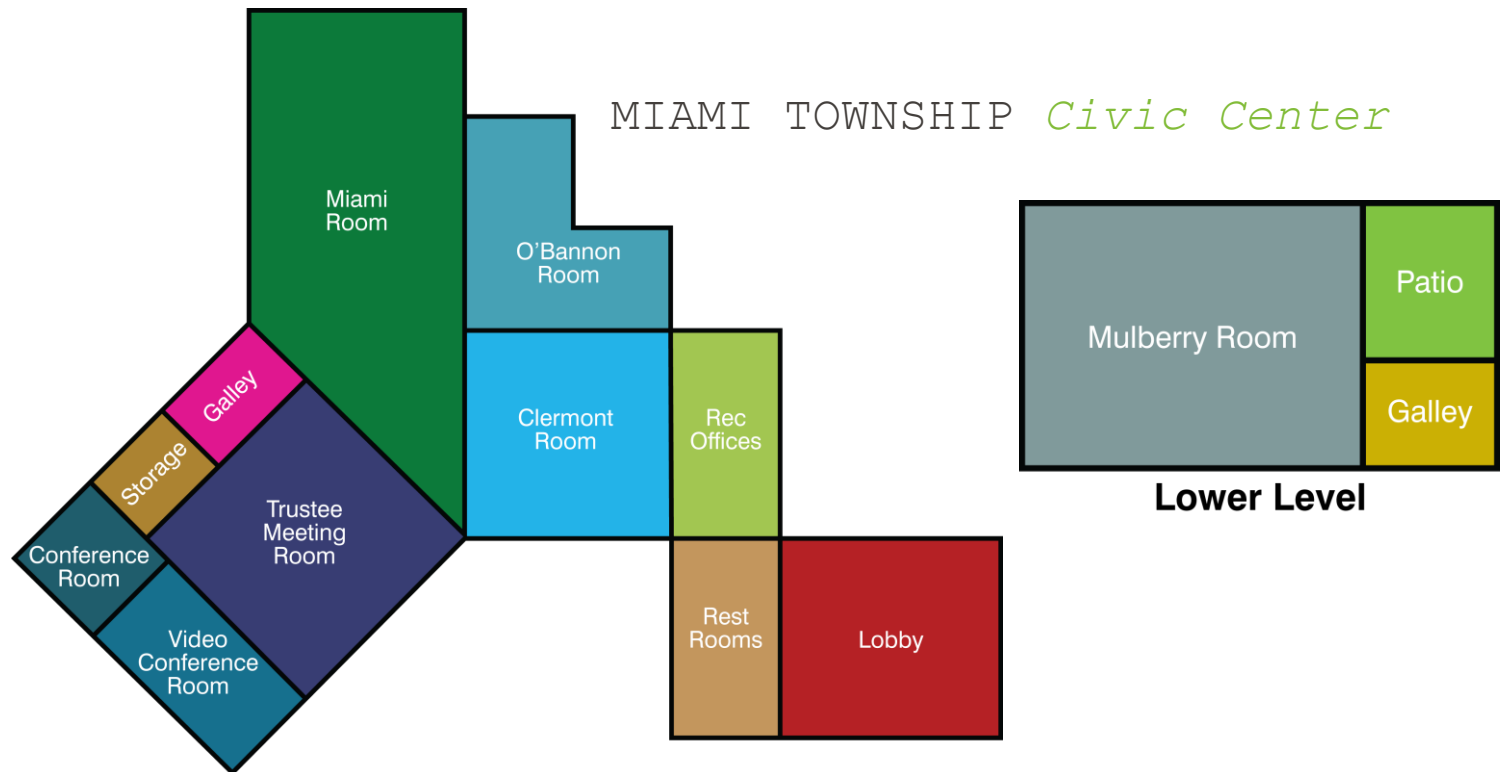 MIAMI TOWNSHIP Civic Center
Miami
Room
O'Bannon
Room
Galley
Storage
Conference
Room
Video
Conference
Room
Trustee
Meeting
Room
Clermont
Room
Rec
Offices
Rest
Rooms
Lobby
Mulberry Room
Patio
Galley
Lower Level